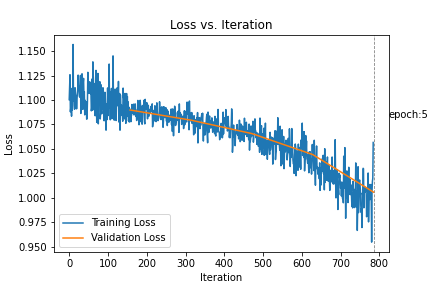 Loss vs. Iteration
1.150
1.125
1.100
1.075
1.050
1.025
1.000
0.975
0.950
Loss
epoch:5
Training Loss
Validation Loss
0 100 200 300 400 500 600 700 800
Iteration